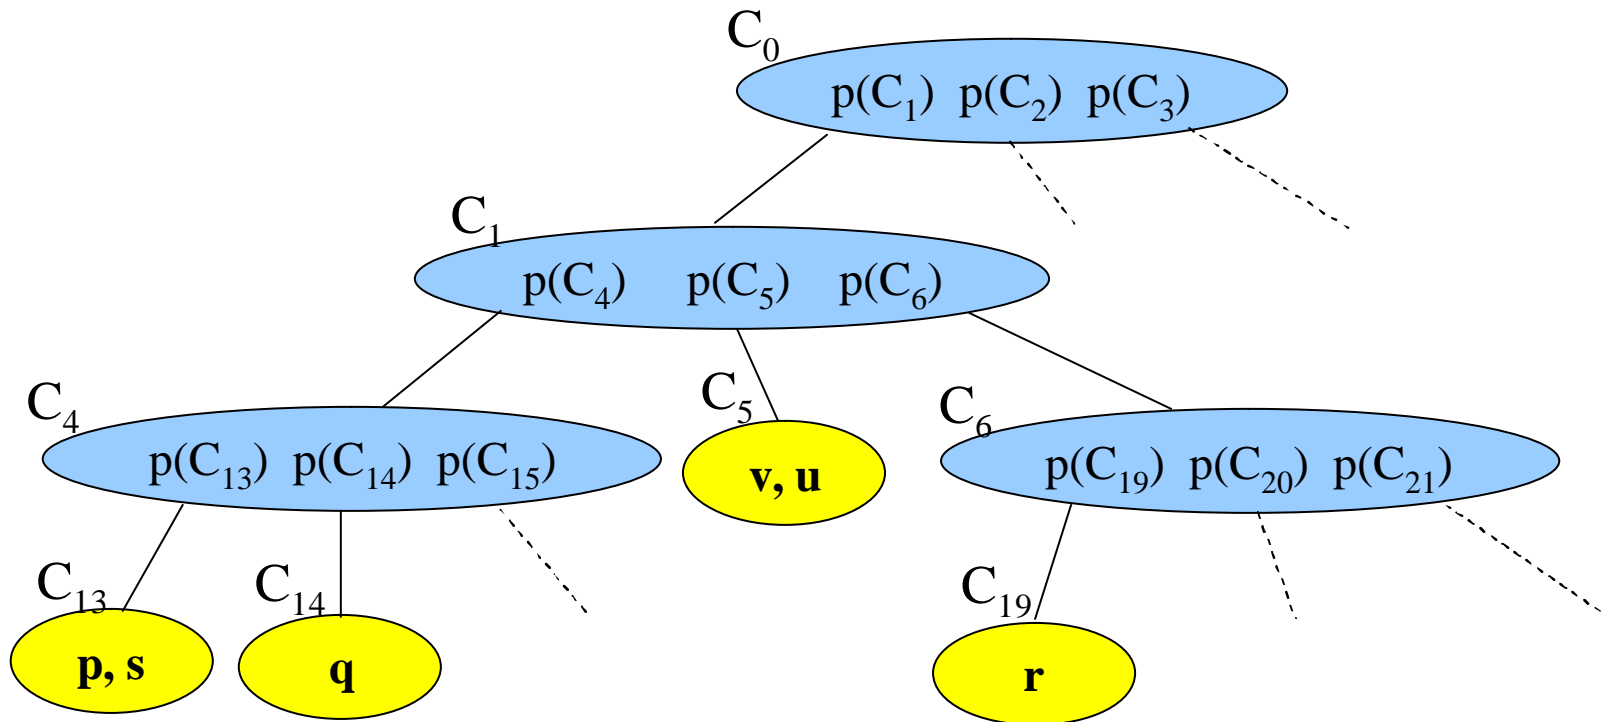 C₀
p(C₁) p(C₂) p(C₃)
C₁
p(C₄) p(C₅) p(C₆)
C₄
C₅
C₆
p(C₁₃) p(C₁₄) p(C₁₅)
v, u
p(C₁₉) p(C₂₀) p(C₂₁)
C₁₃
C₁₄
C₁₉
p, s
q
r